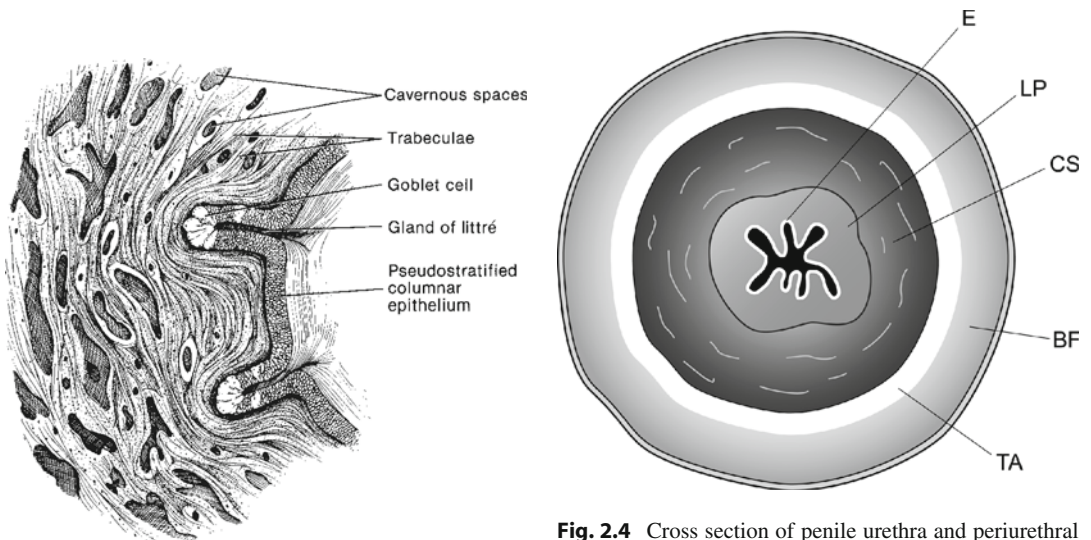 Cavernous spaces
Trabeculae
Goblet cell
Gland of littré
Pseudostratified
columnar
epithelium
E
LP
CS
BF
TA
Fig. 2.4 Cross section of penile urethra and periurethral